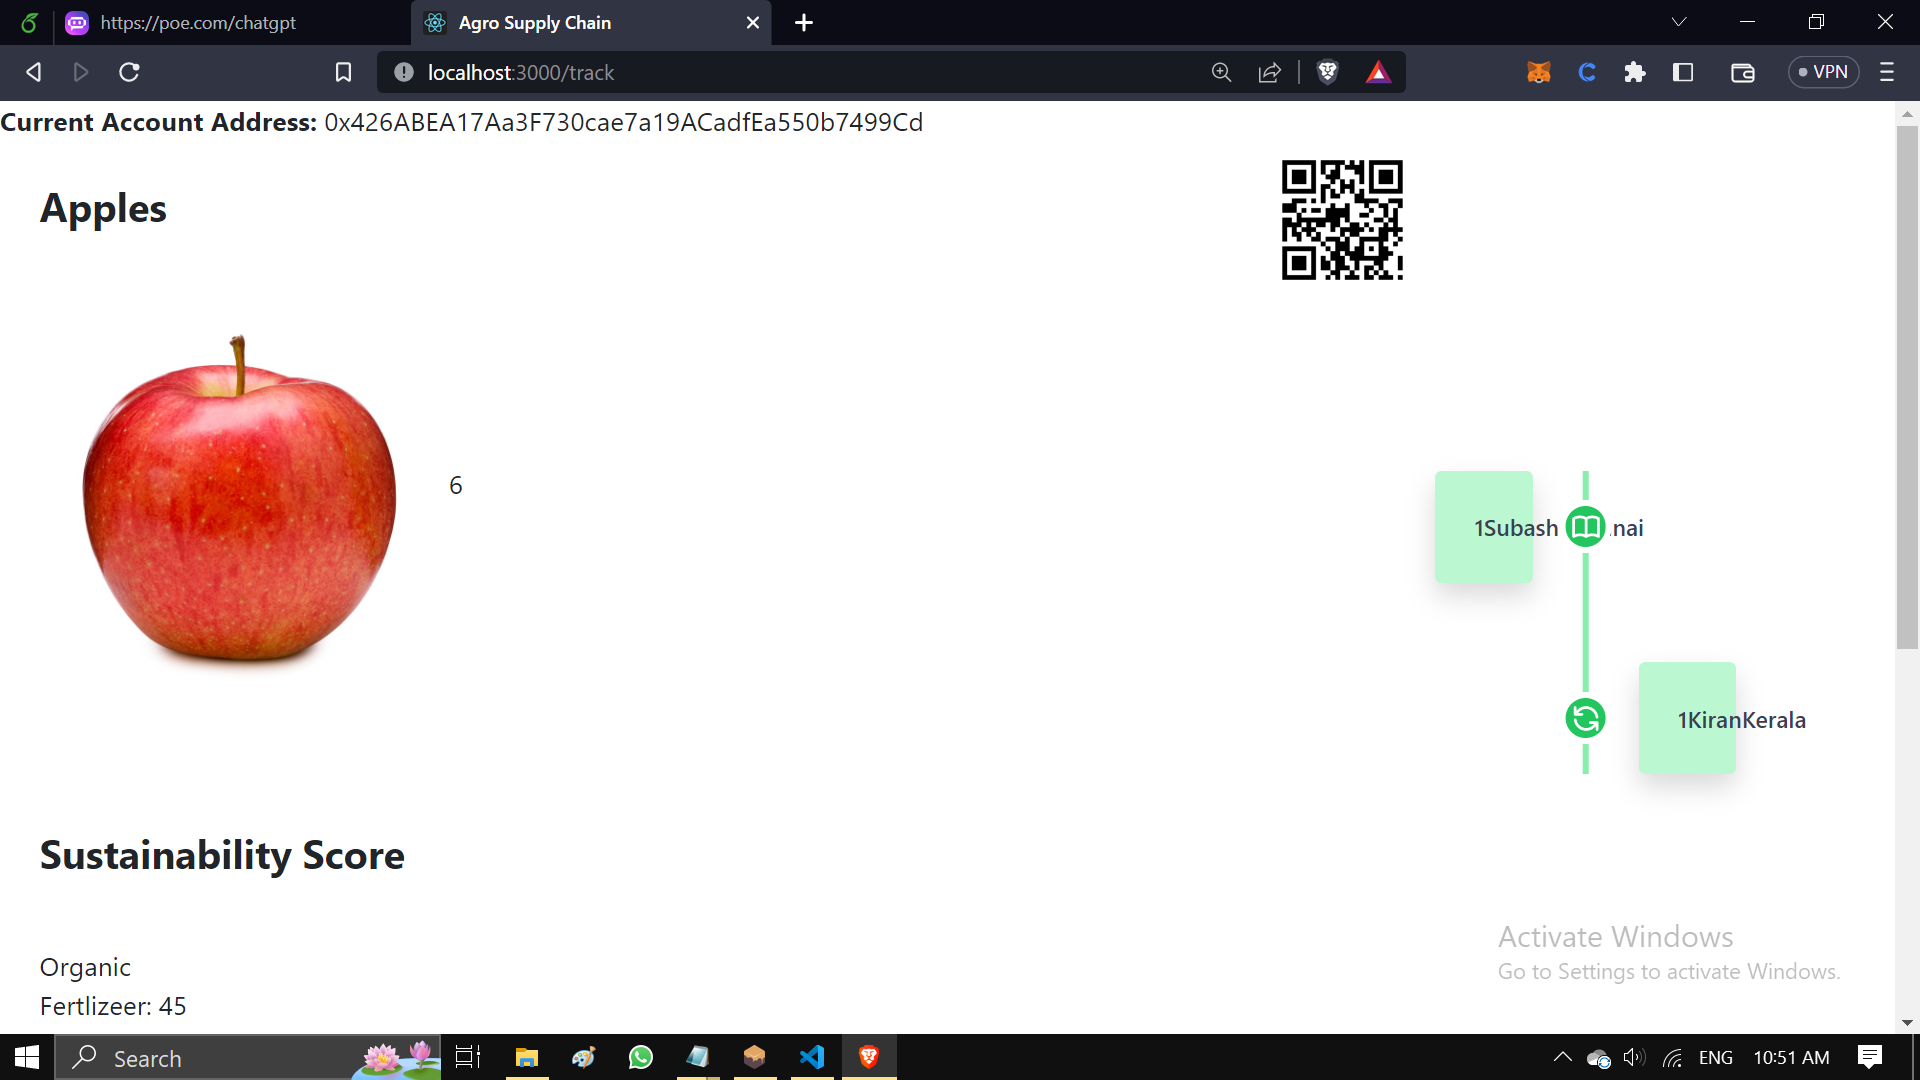 https://poe.com/chatgpt
Agro Supply Chain
localhost:3000/track
VPN
Current Account Address: 0x426ABEA17Aa3F730cae7a19ACadfEa550b7499Cd
Apples
6
1Subash nai
1KiranKerala
Sustainability Score
Organic
Fertlizeer: 45
Activate Windows
Go to Settings to activate Windows.
Search
ENG
10:51 AM